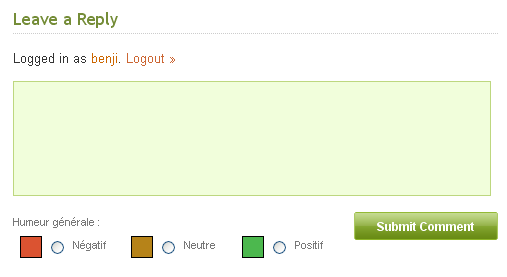 Leave a Reply
Logged in as benji. Logout »
Humeur générale :
Submit Comment
Négatif Neutre Positif